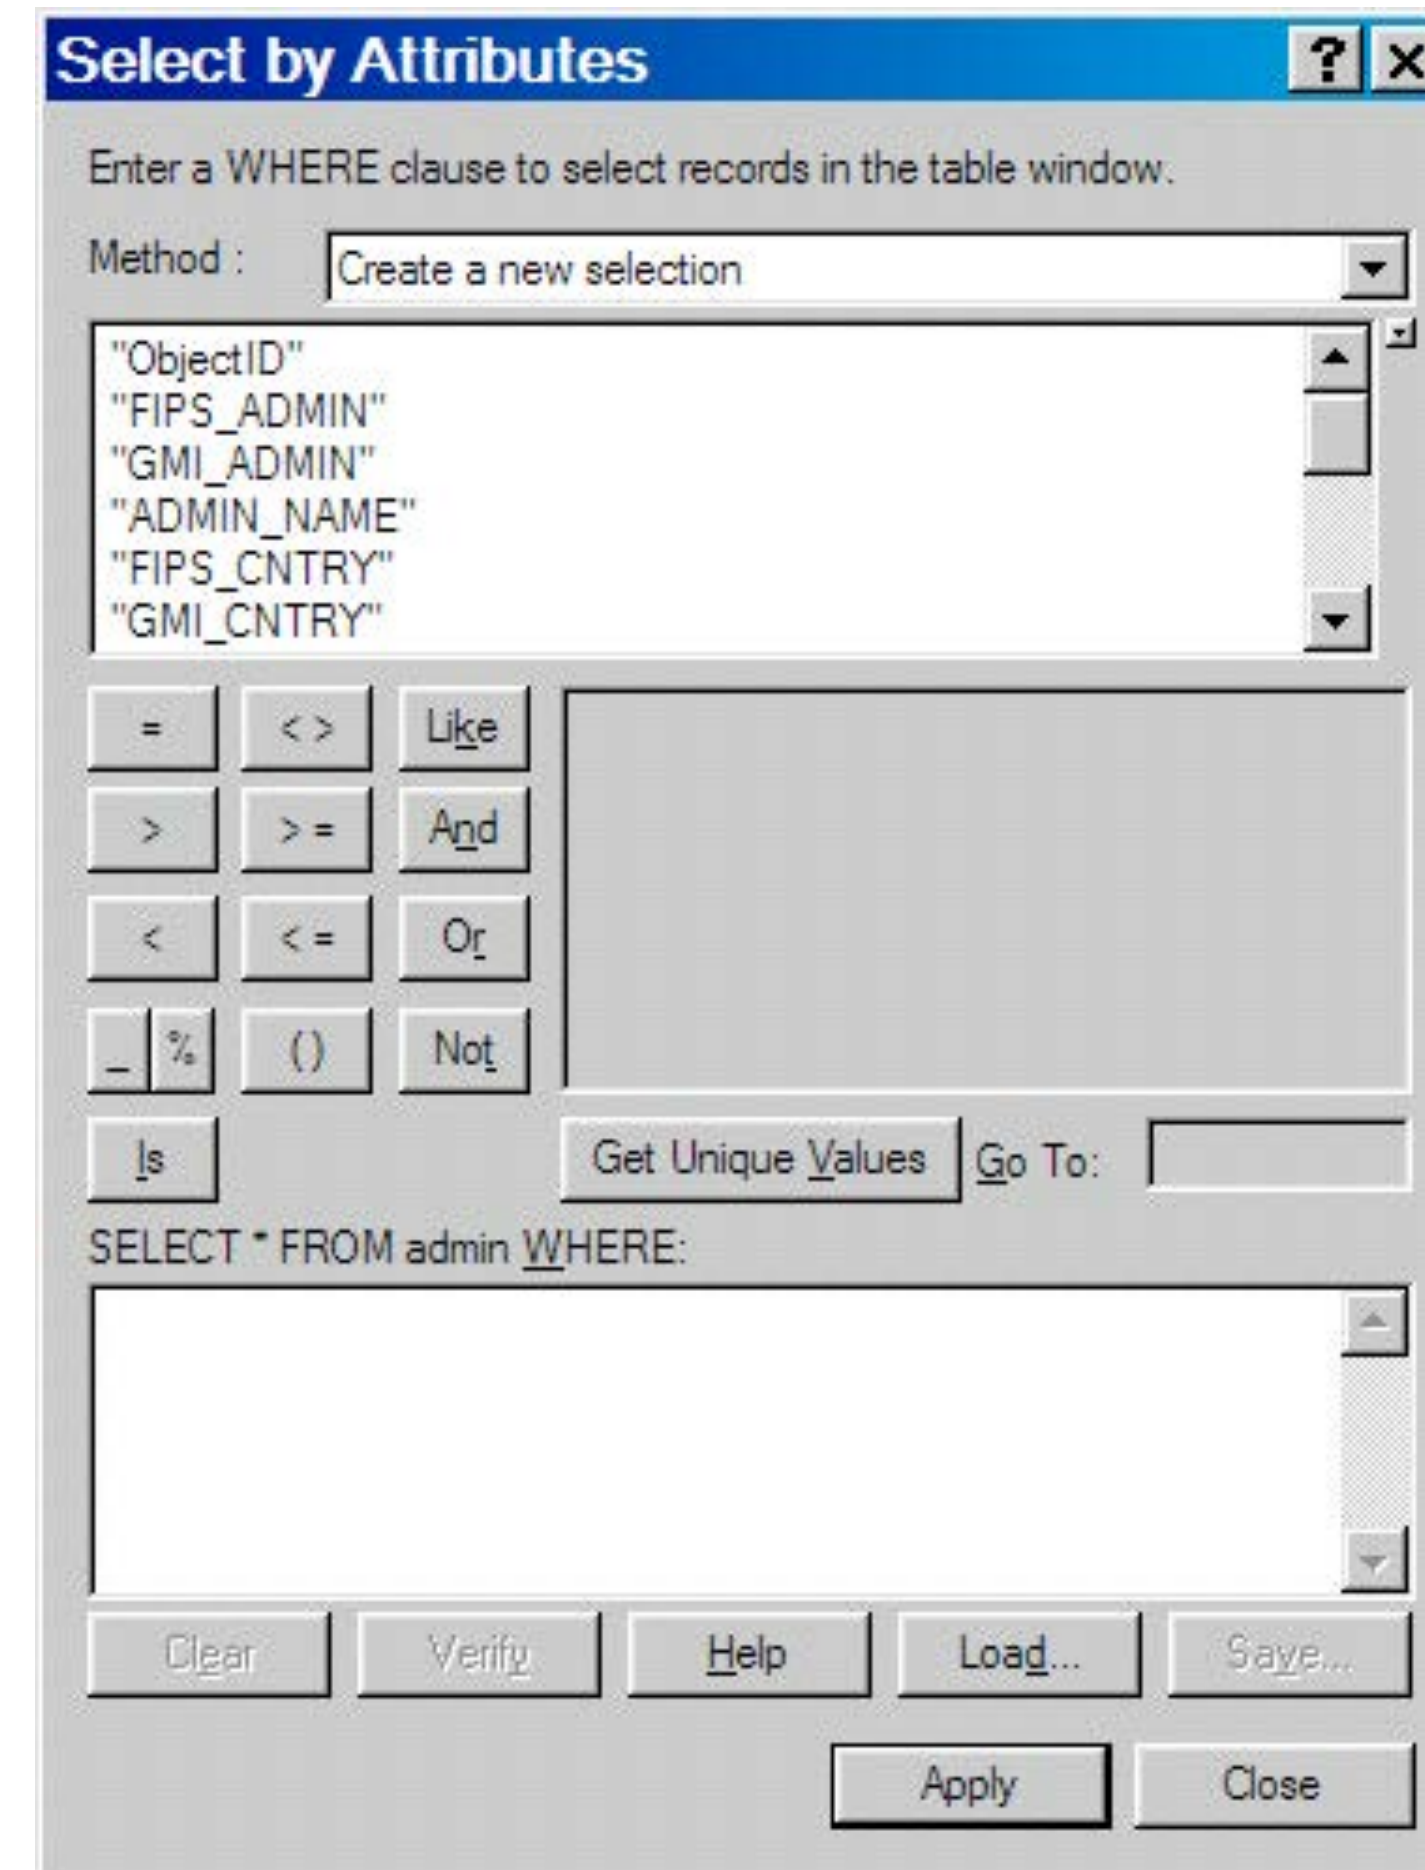 Select by Attributes ? ×
Enter a WHERE clause to select records in the table window.
Method : Create a new selection
"ObjectID"
"FIPS_ADMIN"
"GMI_ADMIN"
"ADMIN_NAME"
"FIPS_CNTRY"
"GMI_CNTRY"
= < > Like
> > = And
< < = Or
_ % ( ) Not
Is Get Unique Values Go To:
SELECT * FROM admin WHERE:
Clear Verify Help Load... Save...
Apply Close